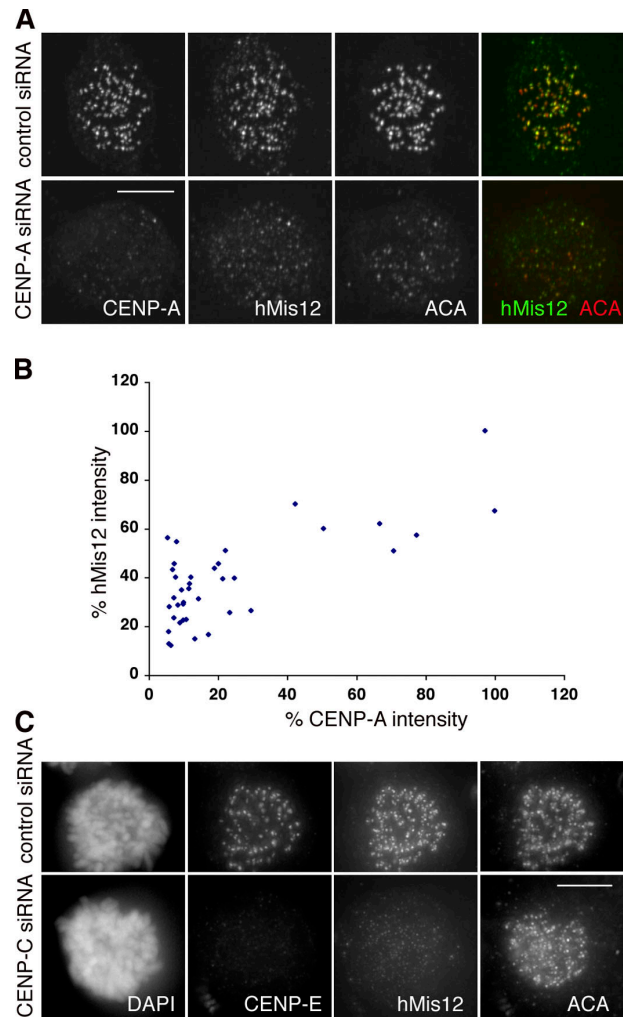 A
control siRNA
CENP-A siRNA
CENP-A
hMis12
ACA
hMis12 ACA
B
120
100
80
60
40
20
0
% hMis12 intensity
0 20 40 60 80 100 120
% CENP-A intensity
C
control siRNA
CENP-C siRNA
DAPI
CENP-E
hMis12
ACA